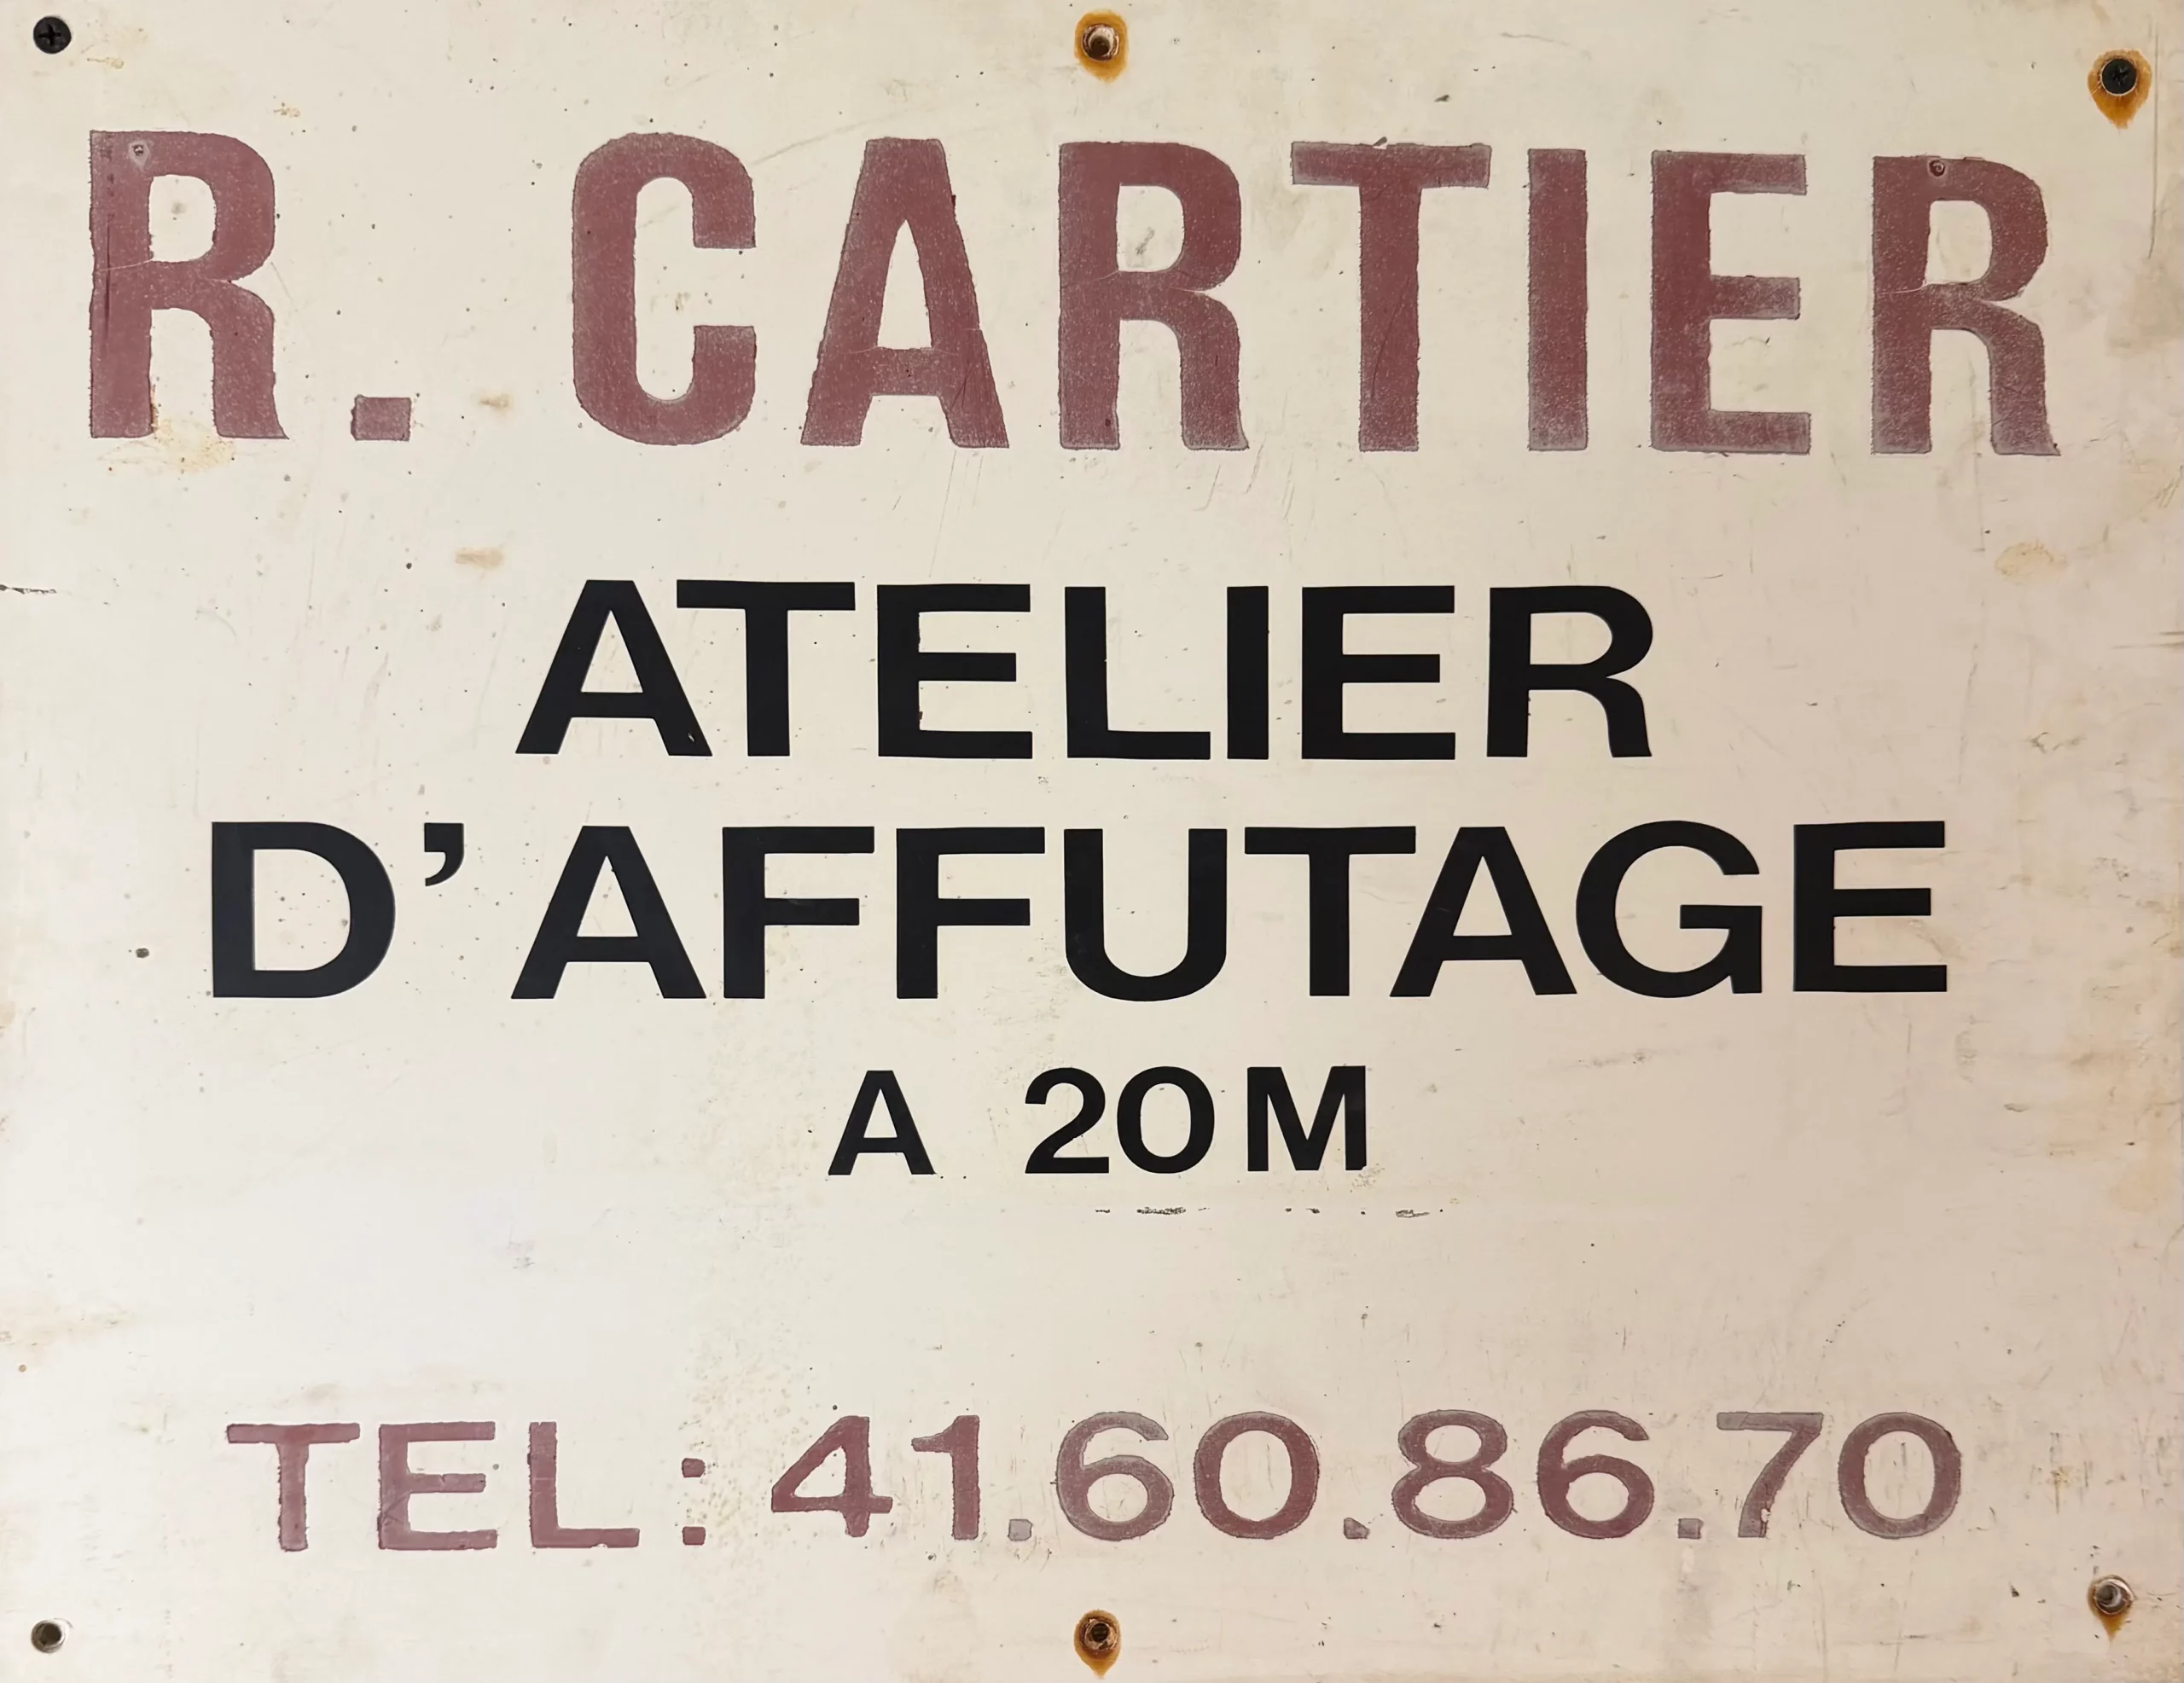 R. CARTIER
ATELIER
D'AFFUTAGE
A 20M
TEL: 41.60.86.70